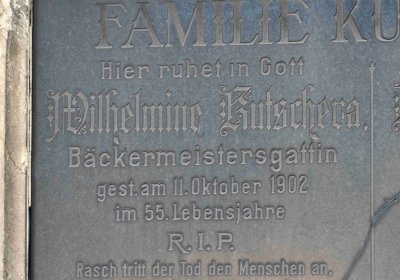 FAMILIE KU
Hier ruhet in Gott
Wilhelmine Kutschera,
Bäckermeistersgattin
gest. am 11. Oktober 1902
im 55. Lebensjahre
R.I.P.
Rasch tritt der Tod den Menschen an,